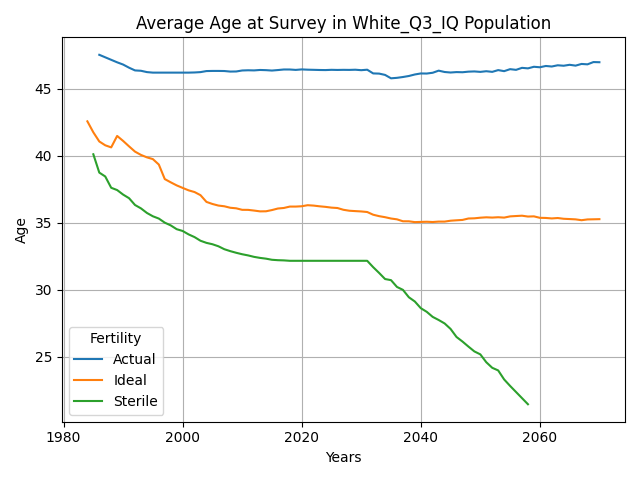 Average Age at Survey in White_Q3_IQ Population
Age
45
40
35
30
25
Fertility
Actual
Ideal
Sterile
1980
2000
2020
2040
2060
Years